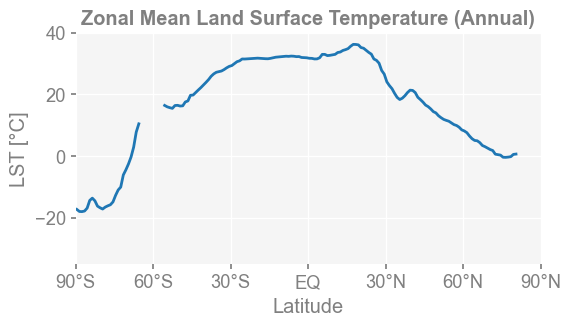 Zonal Mean Land Surface Temperature (Annual)
40
20
0
−20
LST [°C]
90°S 60°S 30°S EQ 30°N 60°N 90°N
Latitude